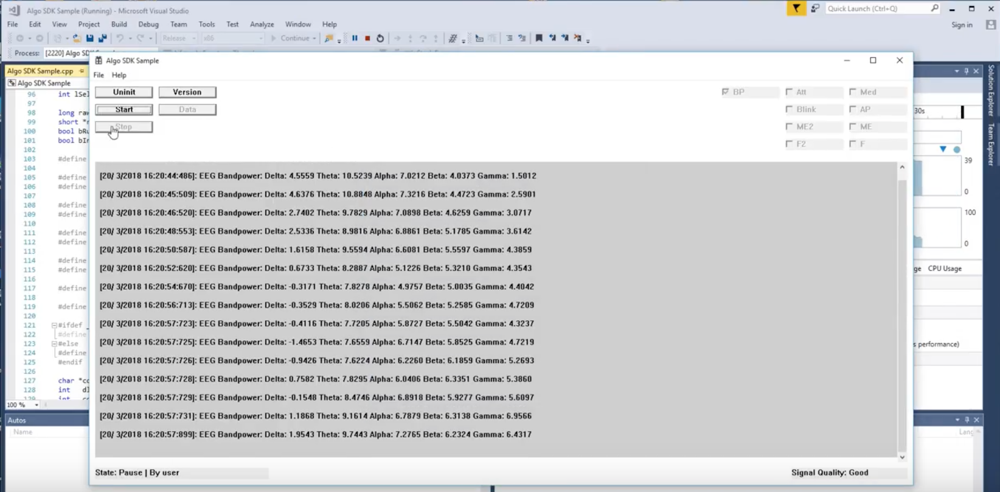 Algo SDK Sample (Running) - Microsoft Visual Studio
Quick Launch (Ctrl+Q)
File Edit View Project Build Debug Team Tools Test Analyze Window Help
Sign in
Release x86 Continue
Process: [2220] Algo SD
Algo SDK Sample.cpp
Algo SDK Sample
96 int lSel
97
98 long raw
99 short *r
100 bool bRu
101 bool bIn
102
103 #define
104
105 #define
106 #define
107
108 #define
109 #define
110
111 #define
112 #define
113
114 #define
115 #define
116
117 #define
118
119 #define
120
121 #ifdef _
122 #define
123 #else
124 #define
125 #endif
126
127 char *co
128 int dl
129 int co
100 %
Autos
Name
Algo SDK Sample
File Help
Uninit Version
Start Data
Stop
BP Att Med
Blink AP
ME2 ME
F2 F
[20/ 3/2018 16:20:44:486]: EEG Bandpower: Delta: 4.5559 Theta: 10.5239 Alpha: 7.0212 Beta: 4.0373 Gamma: 1.5012
[20/ 3/2018 16:20:45:509]: EEG Bandpower: Delta: 4.6376 Theta: 10.8848 Alpha: 7.3216 Beta: 4.4723 Gamma: 2.5901
[20/ 3/2018 16:20:46:520]: EEG Bandpower: Delta: 2.7402 Theta: 9.7829 Alpha: 7.0898 Beta: 4.6259 Gamma: 3.0717
[20/ 3/2018 16:20:48:553]: EEG Bandpower: Delta: 2.5336 Theta: 8.9816 Alpha: 6.8861 Beta: 5.1785 Gamma: 3.6142
[20/ 3/2018 16:20:50:587]: EEG Bandpower: Delta: 1.6158 Theta: 9.5594 Alpha: 6.6081 Beta: 5.5597 Gamma: 4.3859
[20/ 3/2018 16:20:52:620]: EEG Bandpower: Delta: 0.6733 Theta: 8.2887 Alpha: 5.1226 Beta: 5.3210 Gamma: 4.3543
[20/ 3/2018 16:20:54:670]: EEG Bandpower: Delta: -0.3171 Theta: 7.8278 Alpha: 4.9757 Beta: 5.0035 Gamma: 4.4042
[20/ 3/2018 16:20:56:713]: EEG Bandpower: Delta: -0.3529 Theta: 8.0206 Alpha: 5.5062 Beta: 5.2585 Gamma: 4.7209
[20/ 3/2018 16:20:57:723]: EEG Bandpower: Delta: -0.4116 Theta: 7.7205 Alpha: 5.8727 Beta: 5.5042 Gamma: 4.3237
[20/ 3/2018 16:20:57:725]: EEG Bandpower: Delta: -1.4653 Theta: 7.6559 Alpha: 6.7147 Beta: 5.8525 Gamma: 4.7219
[20/ 3/2018 16:20:57:726]: EEG Bandpower: Delta: -0.9426 Theta: 7.6224 Alpha: 6.2260 Beta: 6.1859 Gamma: 5.2693
[20/ 3/2018 16:20:57:728]: EEG Bandpower: Delta: 0.7582 Theta: 7.8295 Alpha: 6.0406 Beta: 6.3351 Gamma: 5.3860
[20/ 3/2018 16:20:57:729]: EEG Bandpower: Delta: -0.1548 Theta: 8.4746 Alpha: 6.8918 Beta: 5.9277 Gamma: 5.6097
[20/ 3/2018 16:20:57:731]: EEG Bandpower: Delta: 1.1868 Theta: 9.1614 Alpha: 6.7879 Beta: 6.3138 Gamma: 6.9566
[20/ 3/2018 16:20:57:899]: EEG Bandpower: Delta: 1.9543 Theta: 9.7443 Alpha: 7.2765 Beta: 6.2324 Gamma: 6.4317
State: Pause | By user
Signal Quality: Good
30s
39
0
100
0
ge CPU Usage
s performance)
Lang
Solution Explorer
Team Explorer